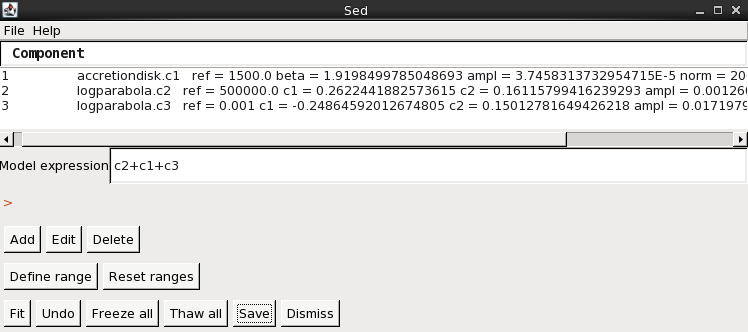 Sed
File Help
Component
1 accretiondisk.c1 ref = 1500.0 beta = 1.9198499785048693 ampl = 3.7458313732954715E-5 norm = 20
2 logparabola.c2 ref = 500000.0 c1 = 0.2622441882573615 c2 = 0.16115799416239293 ampl = 0.001260
3 logparabola.c3 ref = 0.001 c1 = -0.24864592012674805 c2 = 0.15012781649426218 ampl = 0.0171979
Model expression c2+c1+c3
>
Add Edit Delete
Define range Reset ranges
Fit Undo Freeze all Thaw all Save Dismiss